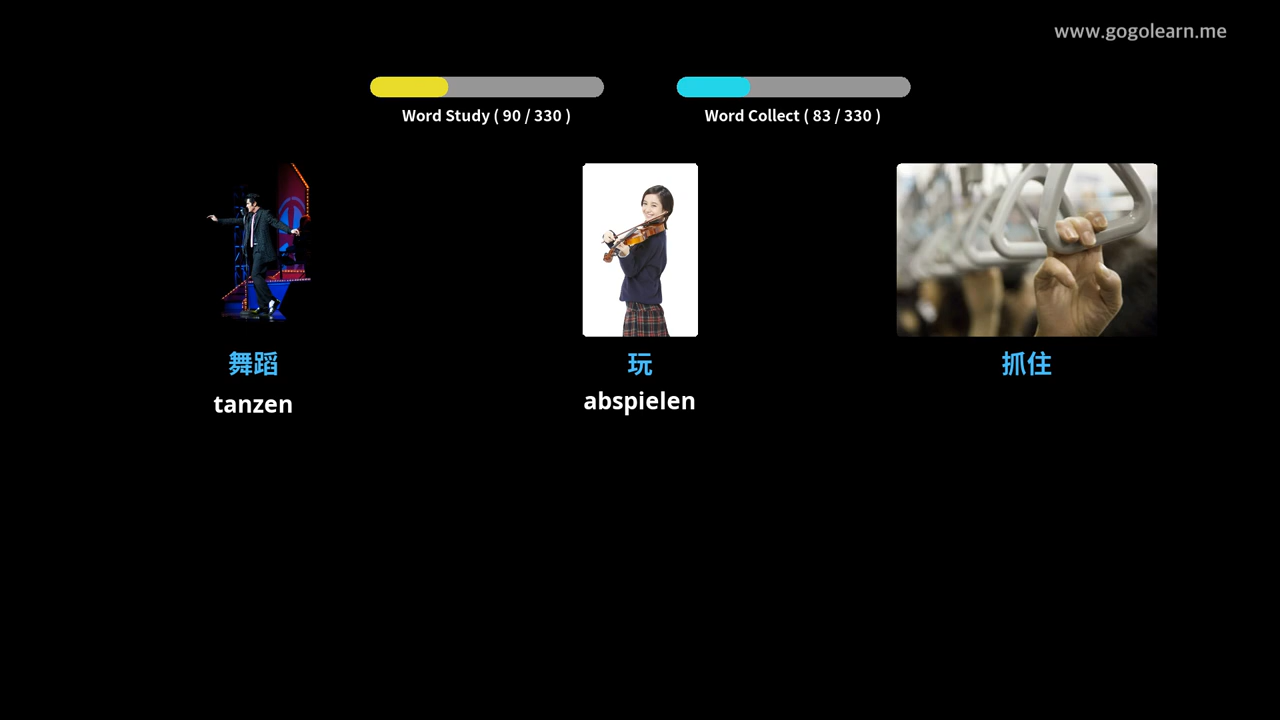 www.gogolearn.me
Word Study ( 90 / 330 )
Word Collect ( 83 / 330 )
舞蹈
玩
抓住
tanzen
abspielen